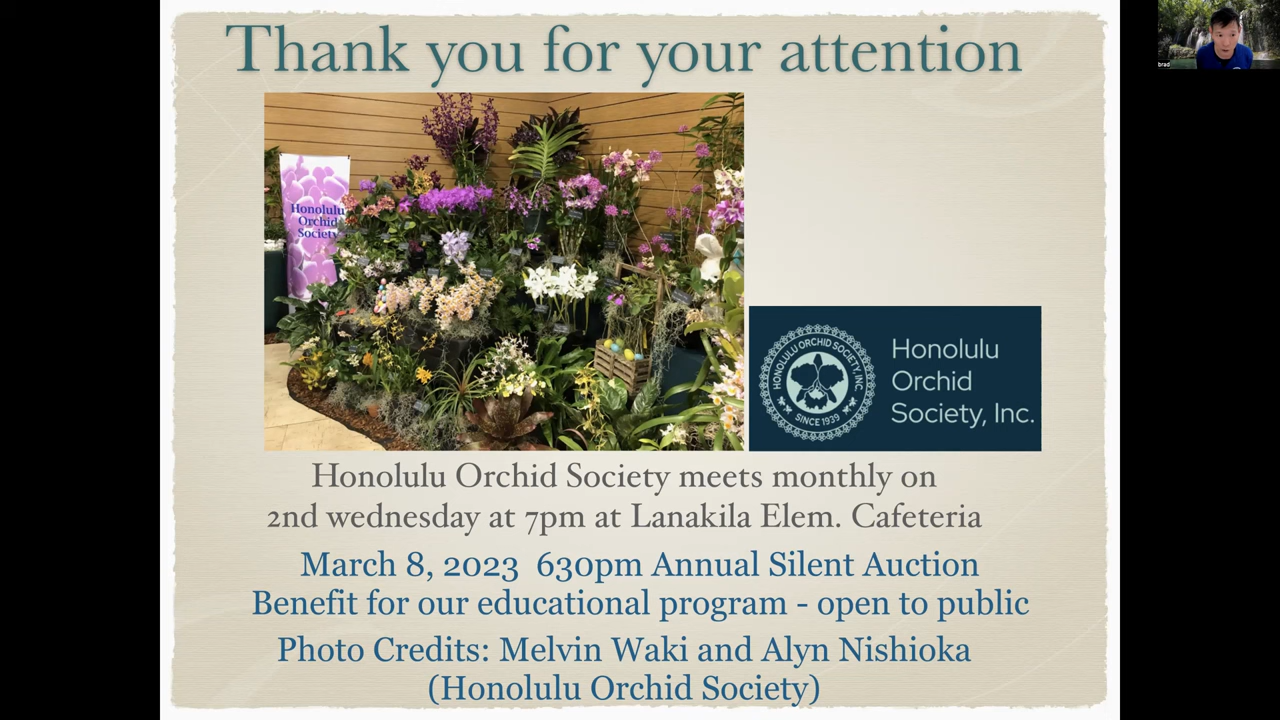 Thank you for your attention
Honolulu
Orchid
Society
HONOLULU ORCHID SOCIETY, INC.
SINCE 1939
Honolulu
Orchid
Society, Inc.
Honolulu Orchid Society meets monthly on
2nd wednesday at 7pm at Lanakila Elem. Cafeteria
March 8, 2023 630pm Annual Silent Auction
Benefit for our educational program - open to public
Photo Credits: Melvin Waki and Alyn Nishioka
(Honolulu Orchid Society)
brad